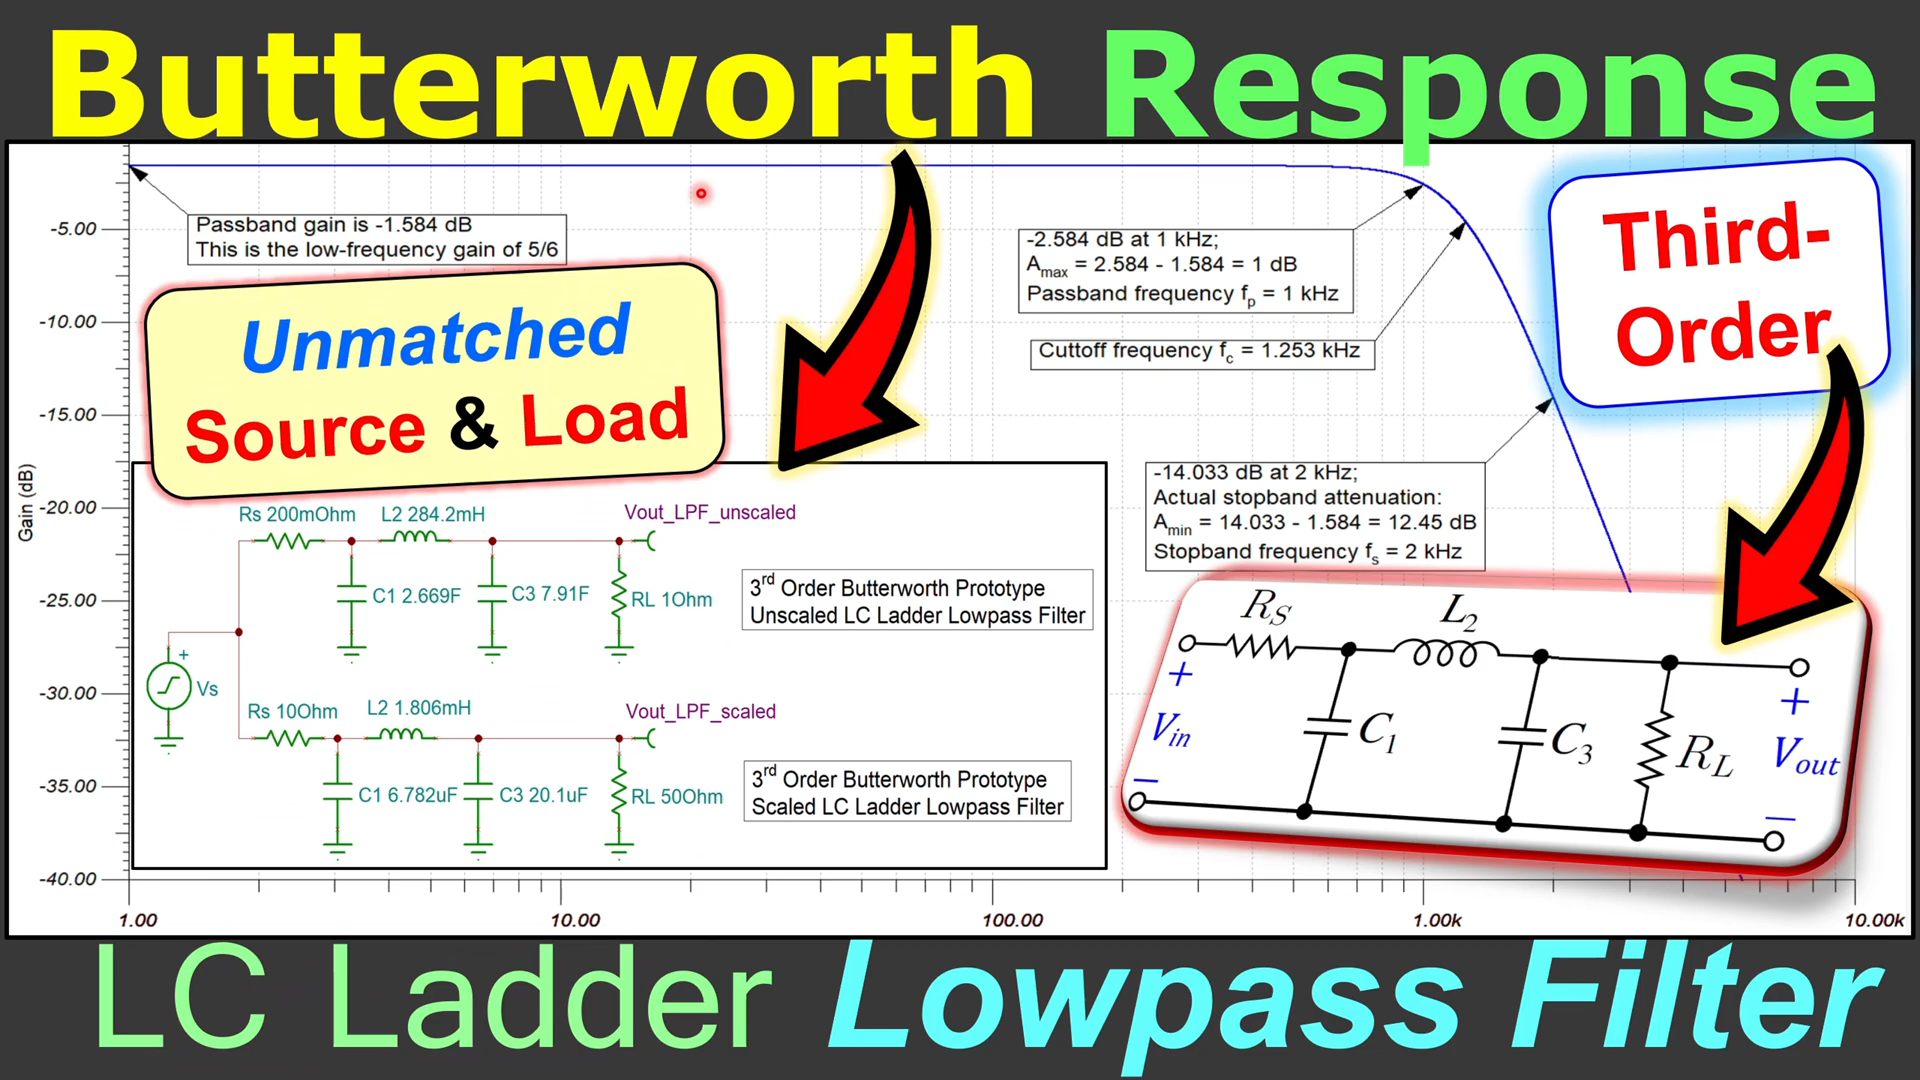 Butterworth Response
Passband gain is -1.584 dB
This is the low-frequency gain of 5/6
-2.584 dB at 1 kHz;
Amax = 2.584 - 1.584 = 1 dB
Passband frequency fp = 1 kHz
Cuttoff frequency fc = 1.253 kHz
Third-
Order
Unmatched
Source & Load
-14.033 dB at 2 kHz;
Actual stopband attenuation:
Amin = 14.033 - 1.584 = 12.45 dB
Stopband frequency fs = 2 kHz
Gain (dB)
-5.00
-10.00
-15.00
-20.00
-25.00
-30.00
-35.00
-40.00
Rs 200mOhm
L2 284.2mH
Vout_LPF_unscaled
C1 2.669F
C3 7.91F
RL 1Ohm
3rd Order Butterworth Prototype
Unscaled LC Ladder Lowpass Filter
+
Vs
Rs 10Ohm
L2 1.806mH
Vout_LPF_scaled
C1 6.782uF
C3 20.1uF
RL 50Ohm
3rd Order Butterworth Prototype
Scaled LC Ladder Lowpass Filter
RS
L2
+
Vin
−
C1
C3
RL
+
Vout
−
1.00
10.00
100.00
1.00k
10.00k
LC Ladder Lowpass Filter